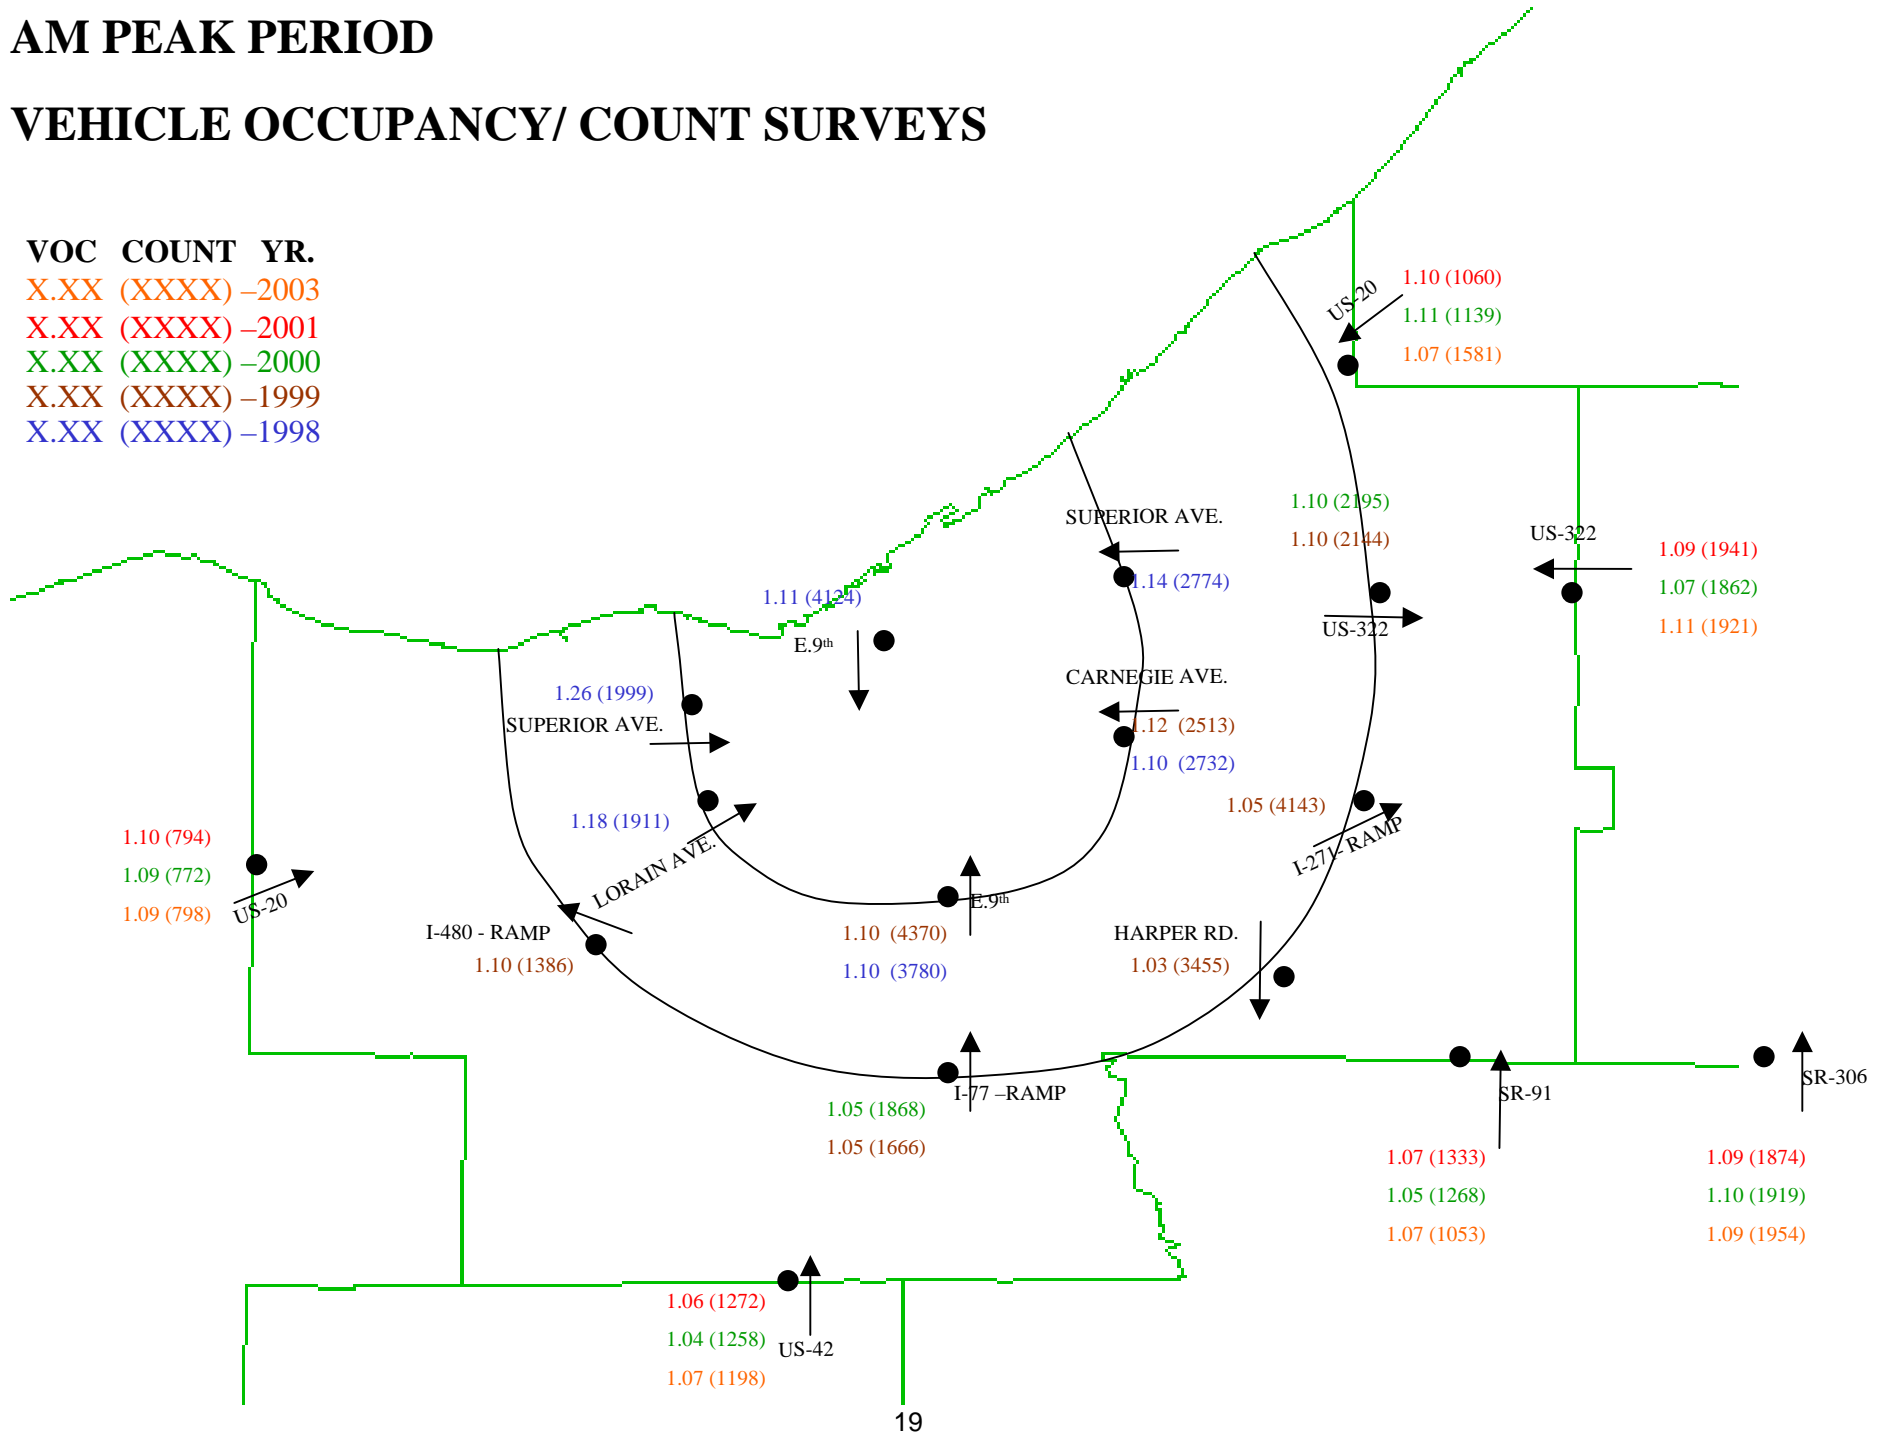 AM PEAK PERIOD
VEHICLE OCCUPANCY/ COUNT SURVEYS
VOC COUNT YR.
X.XX (XXXX) –2003
X.XX (XXXX) –2001
X.XX (XXXX) –2000
X.XX (XXXX) –1999
X.XX (XXXX) –1998
US-20
1.10 (1060)
1.11 (1139)
1.07 (1581)
SUPERIOR AVE.
1.14 (2774)
1.10 (2195)
1.10 (2144)
US-322
US-322
1.09 (1941)
1.07 (1862)
1.11 (1921)
1.11 (4124)
E.9th
1.26 (1999)
SUPERIOR AVE.
CARNEGIE AVE.
1.12 (2513)
1.10 (2732)
1.18 (1911)
LORAIN AVE.
1.05 (4143)
I-271- RAMP
1.10 (794)
1.09 (772)
1.09 (798)
US-20
I-480 - RAMP
1.10 (1386)
E.9th
1.10 (4370)
1.10 (3780)
HARPER RD.
1.03 (3455)
I-77 –RAMP
1.05 (1868)
1.05 (1666)
SR-91
1.07 (1333)
1.05 (1268)
1.07 (1053)
SR-306
1.09 (1874)
1.10 (1919)
1.09 (1954)
1.06 (1272)
1.04 (1258)
1.07 (1198)
US-42
19